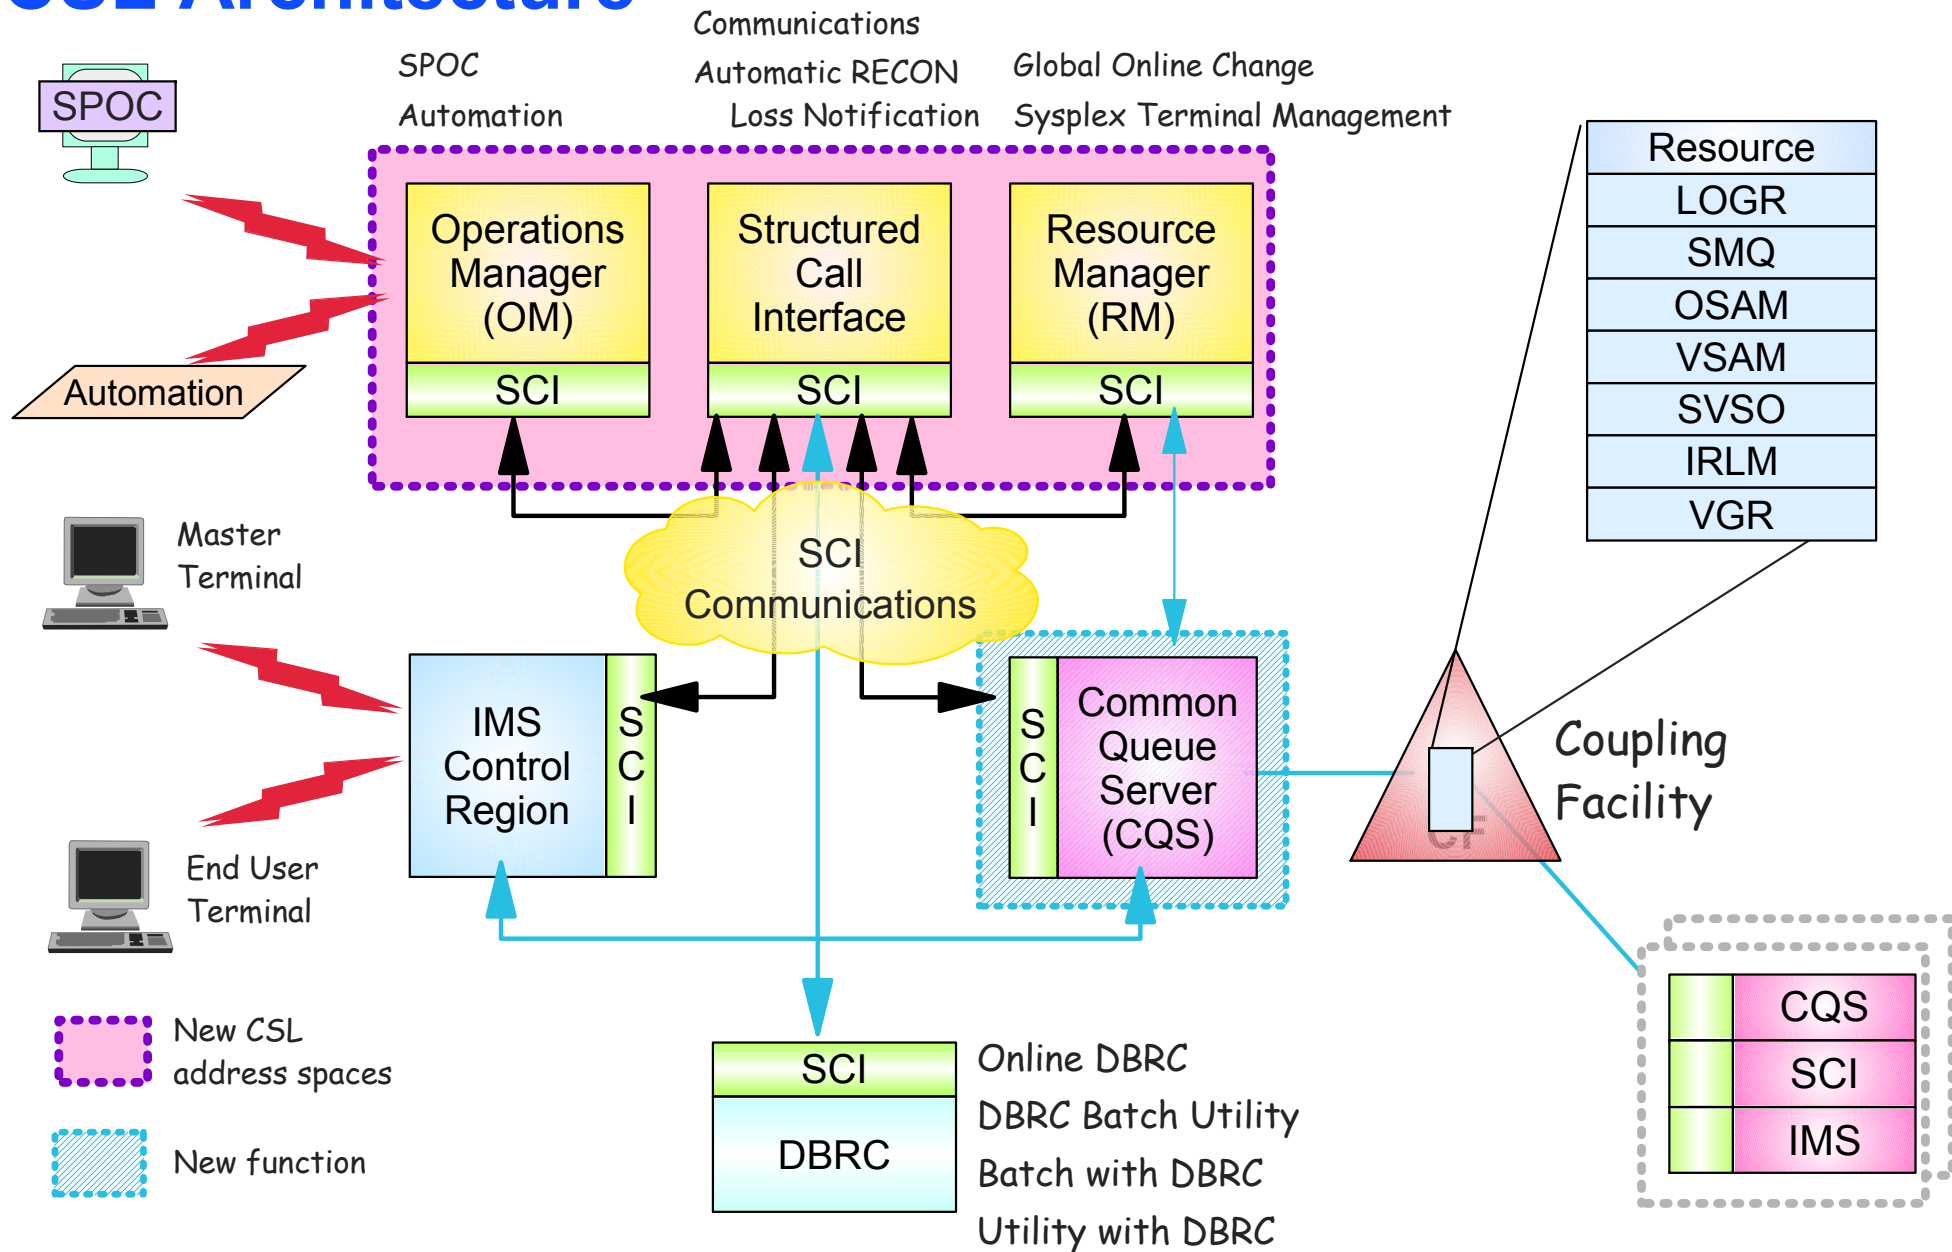 CSL Architecture
Communications
SPOC
Automatic RECON
Global Online Change
Automation
Loss Notification
Sysplex Terminal Management
SPOC
Automation
Operations
Manager
(OM)
SCI
Structured
Call
Interface
SCI
Resource
Manager
(RM)
SCI
Resource
LOGR
SMQ
OSAM
VSAM
SVSO
IRLM
VGR
Master
Terminal
SCI
Communications
IMS
Control
Region
S
C
I
S
C
I
Common
Queue
Server
(CQS)
CF
Coupling
Facility
End User
Terminal
New CSL
address spaces
New function
SCI
DBRC
Online DBRC
DBRC Batch Utility
Batch with DBRC
Utility with DBRC
CQS
SCI
IMS